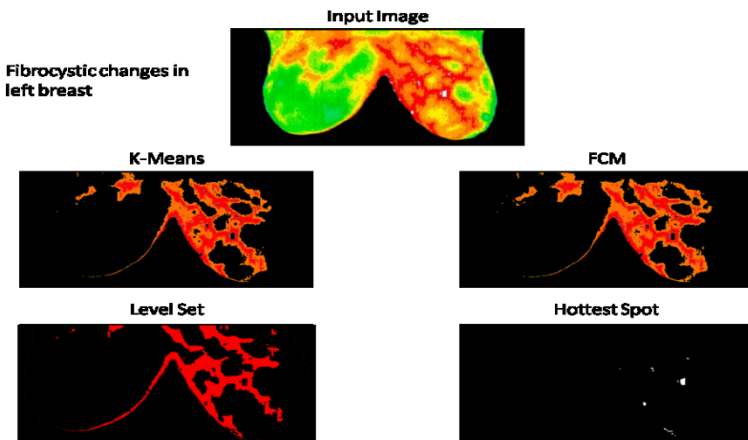 Input Image
Fibrocystic changes in
left breast
K-Means
FCM
Level Set
Hottest Spot